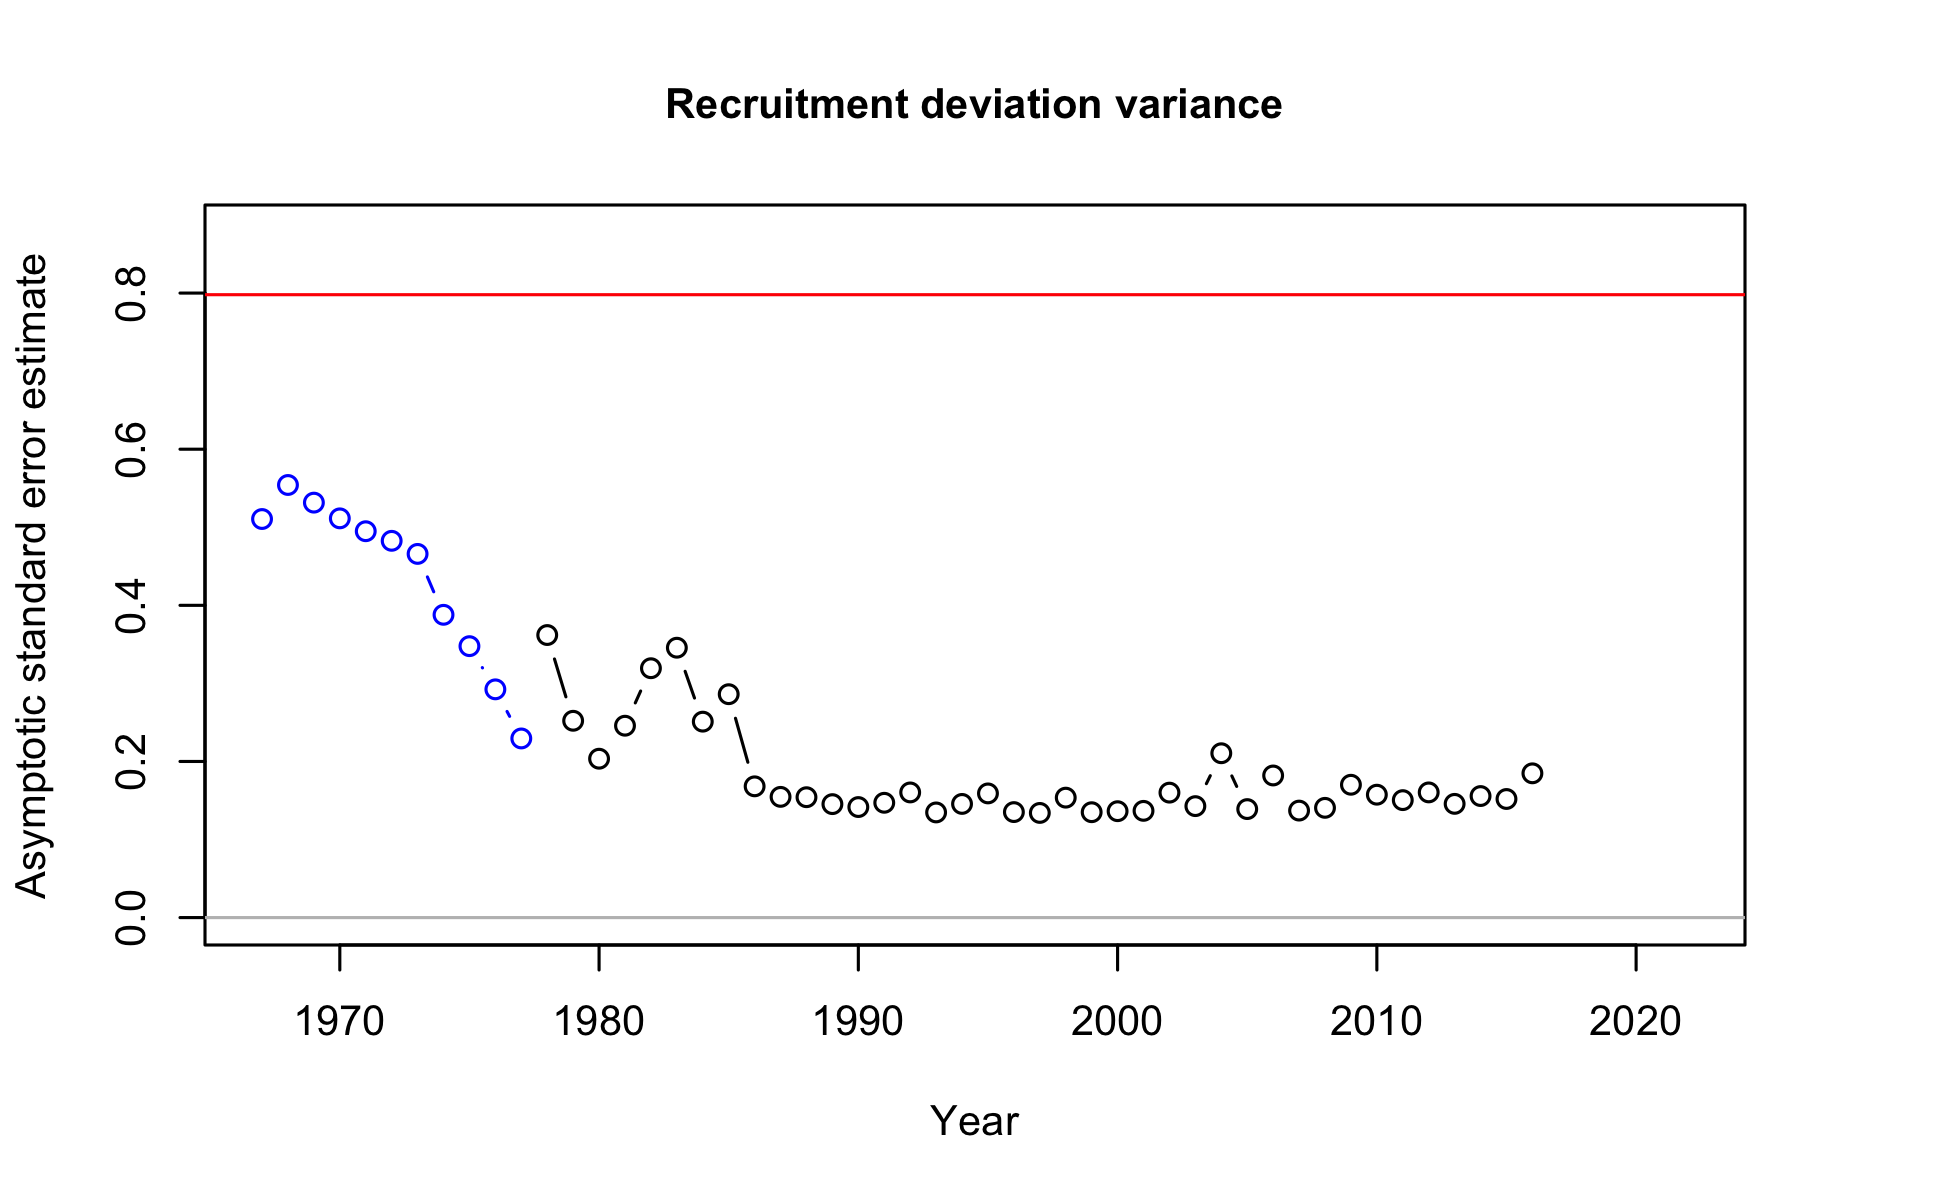 Recruitment deviation variance
Asymptotic standard error estimate
0.8
0.6
0.4
0.2
0.0
1970 1980 1990 2000 2010 2020
Year